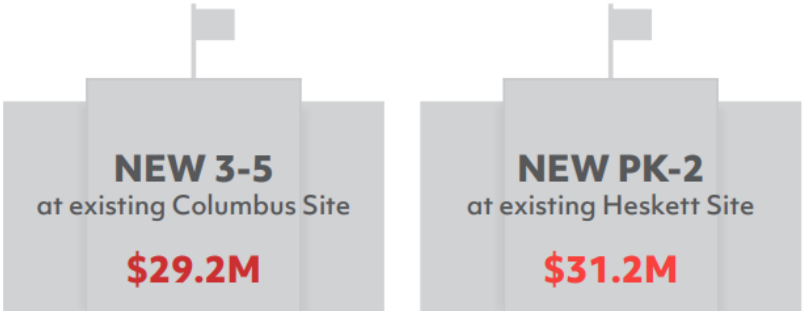 NEW 3-5
at existing Columbus Site
$29.2M
NEW PK-2
at existing Heskett Site
$31.2M